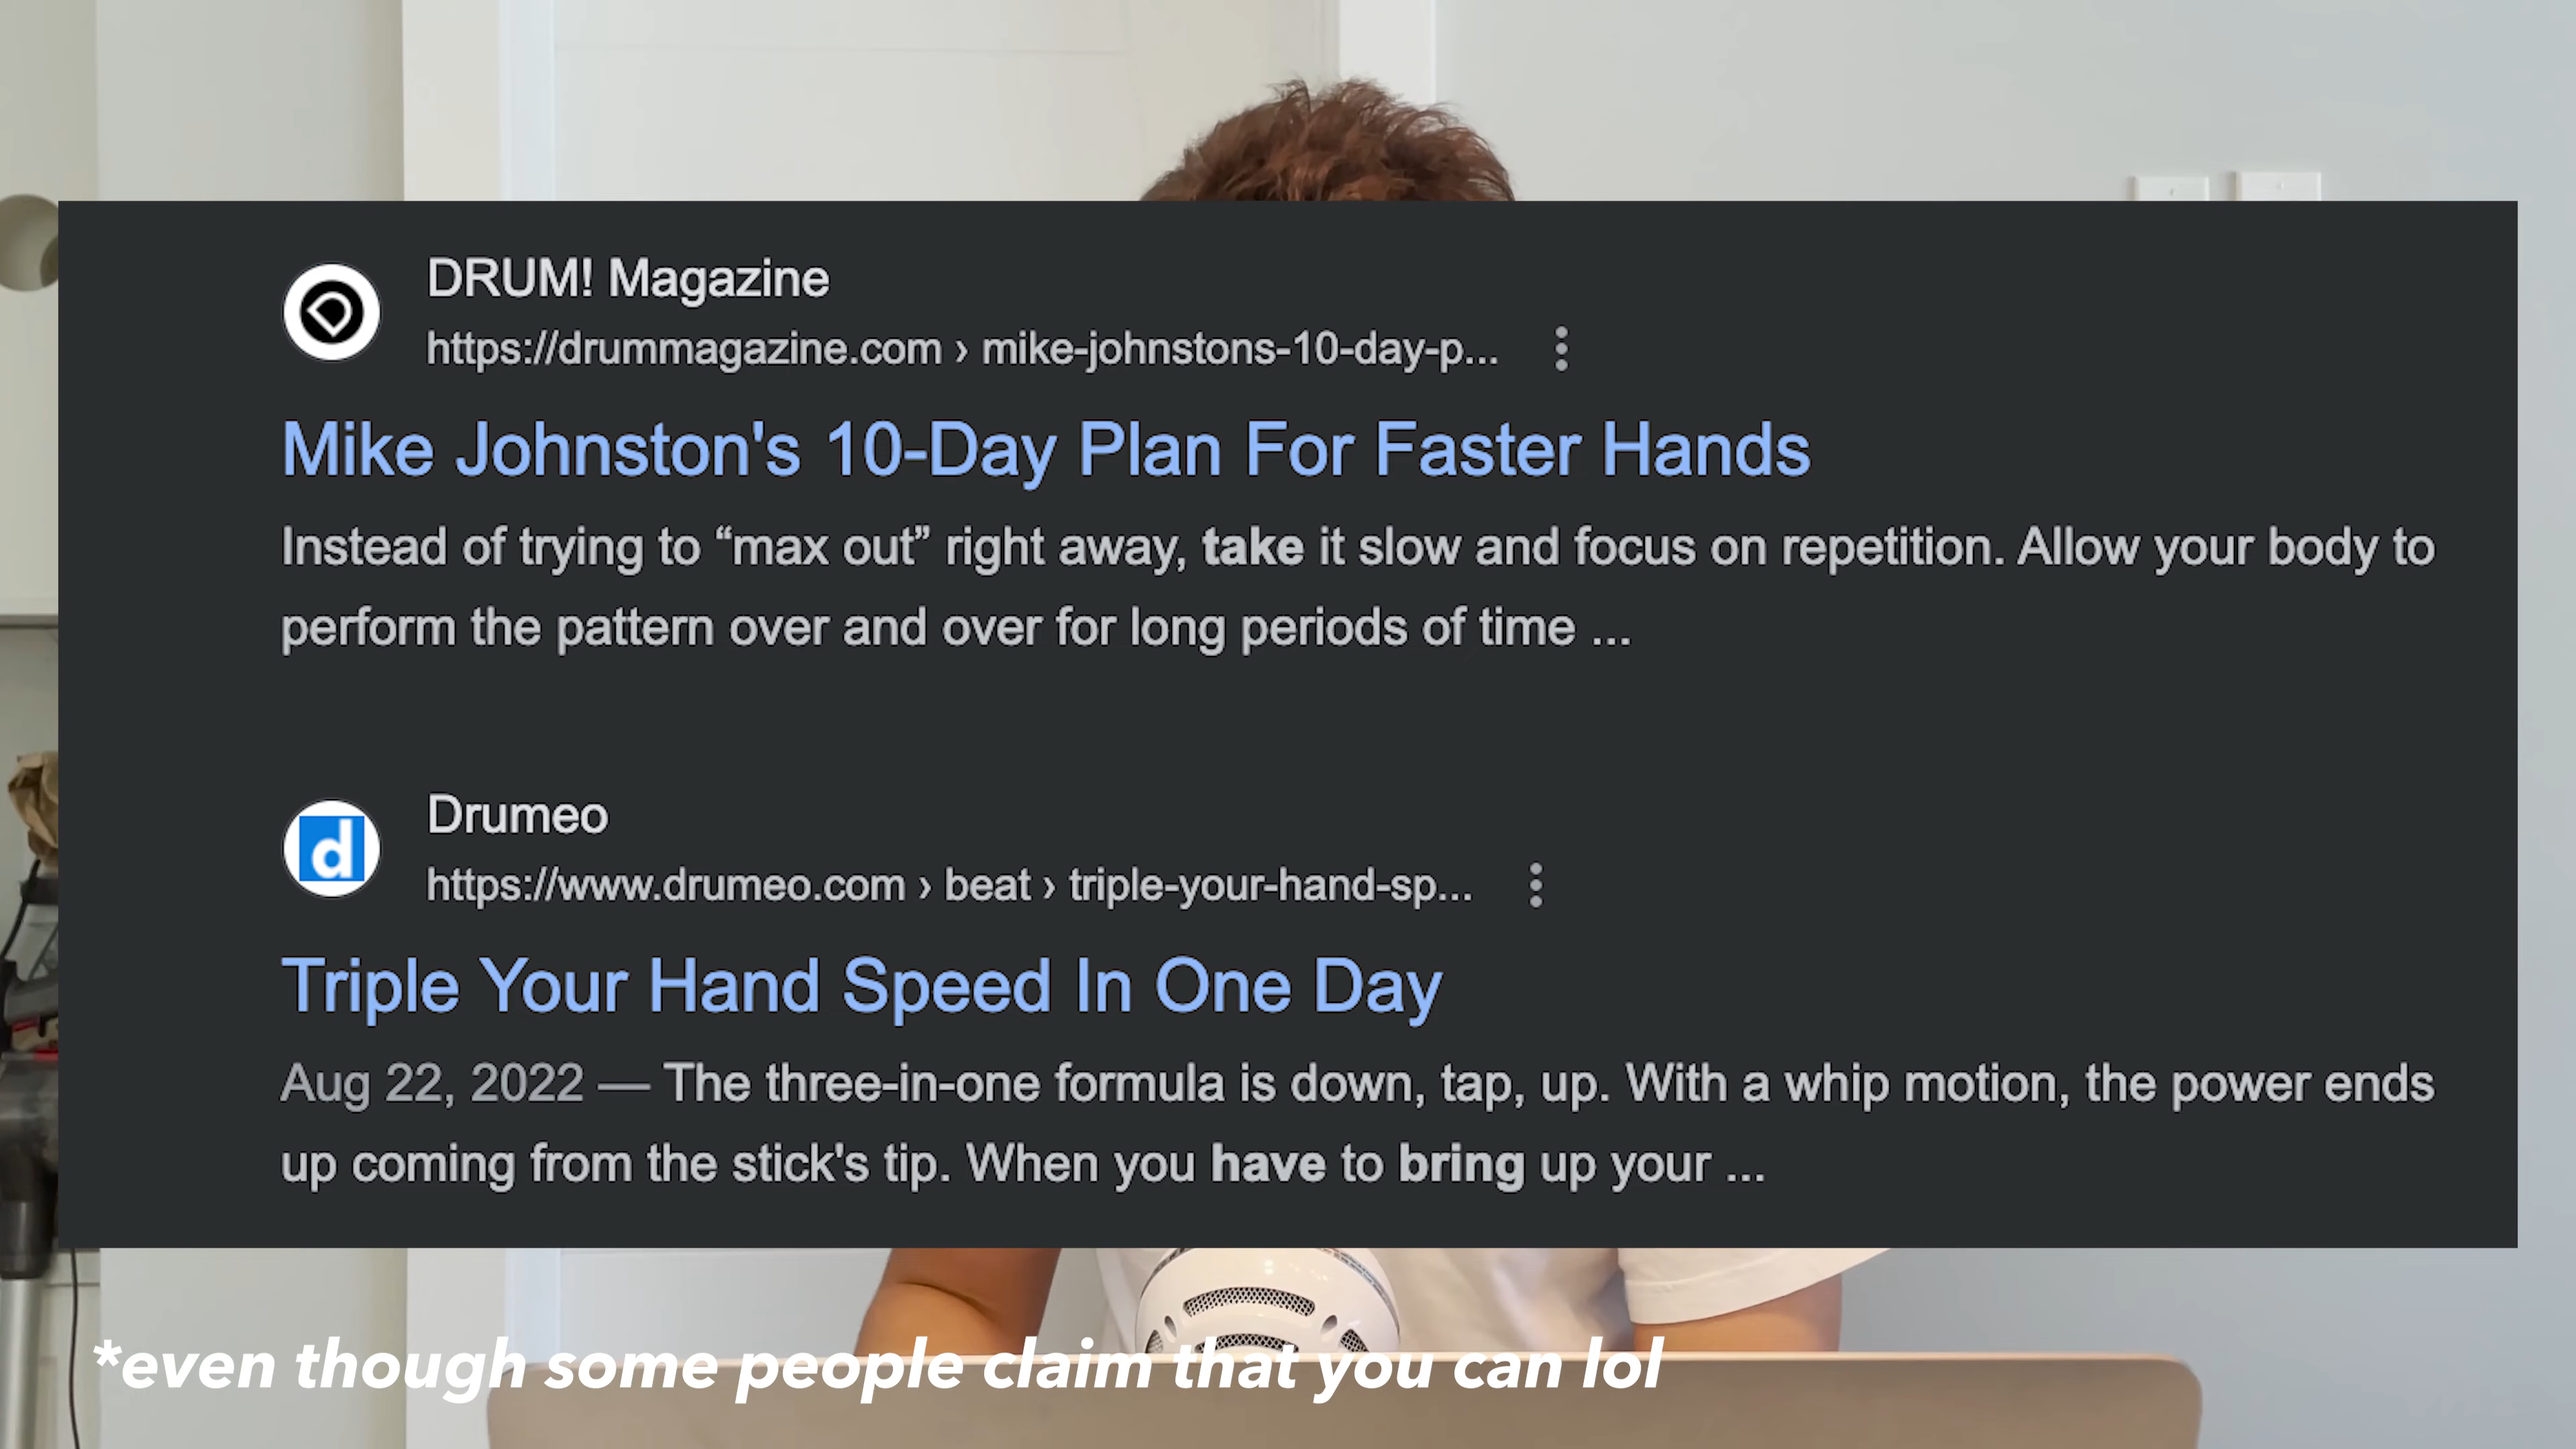 DRUM! Magazine
https://drummagazine.com › mike-johnstons-10-day-p...
Mike Johnston's 10-Day Plan For Faster Hands
Instead of trying to “max out” right away, take it slow and focus on repetition. Allow your body to
perform the pattern over and over for long periods of time ...
d
Drumeo
https://www.drumeo.com › beat › triple-your-hand-sp...
Triple Your Hand Speed In One Day
Aug 22, 2022 — The three-in-one formula is down, tap, up. With a whip motion, the power ends
up coming from the stick's tip. When you have to bring up your ...
*even though some people claim that you can lol